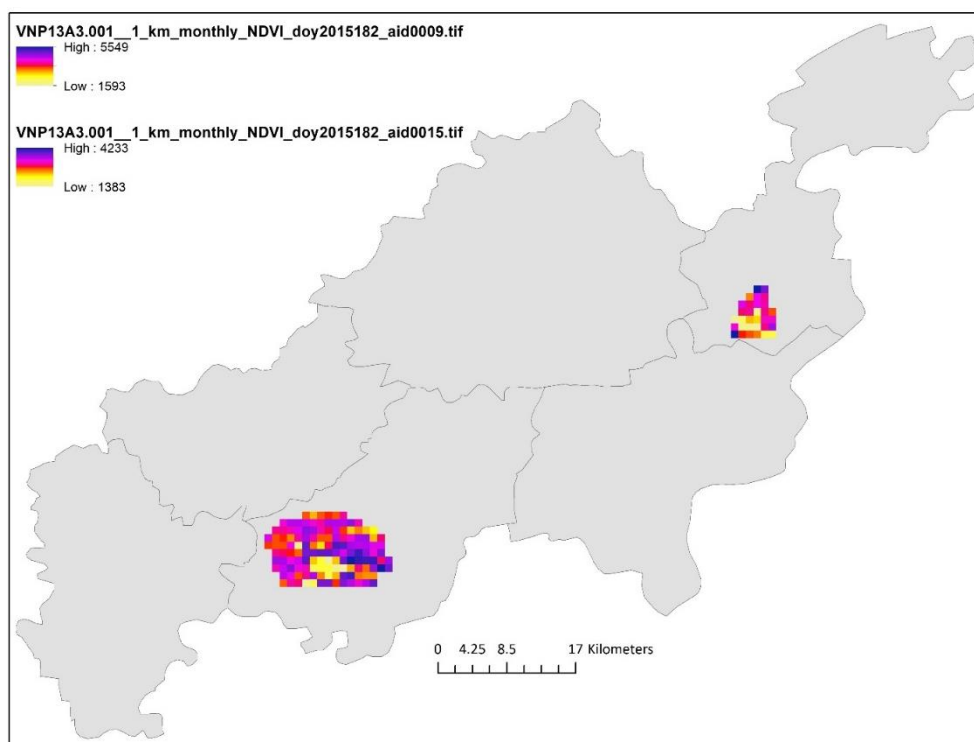 VNP13A3.001__1_km_monthly_NDVI_doy2015182_aid0009.tif
High : 5549
Low : 1593
VNP13A3.001__1_km_monthly_NDVI_doy2015182_aid0015.tif
High : 4233
Low : 1383
0 4.25 8.5 17 Kilometers